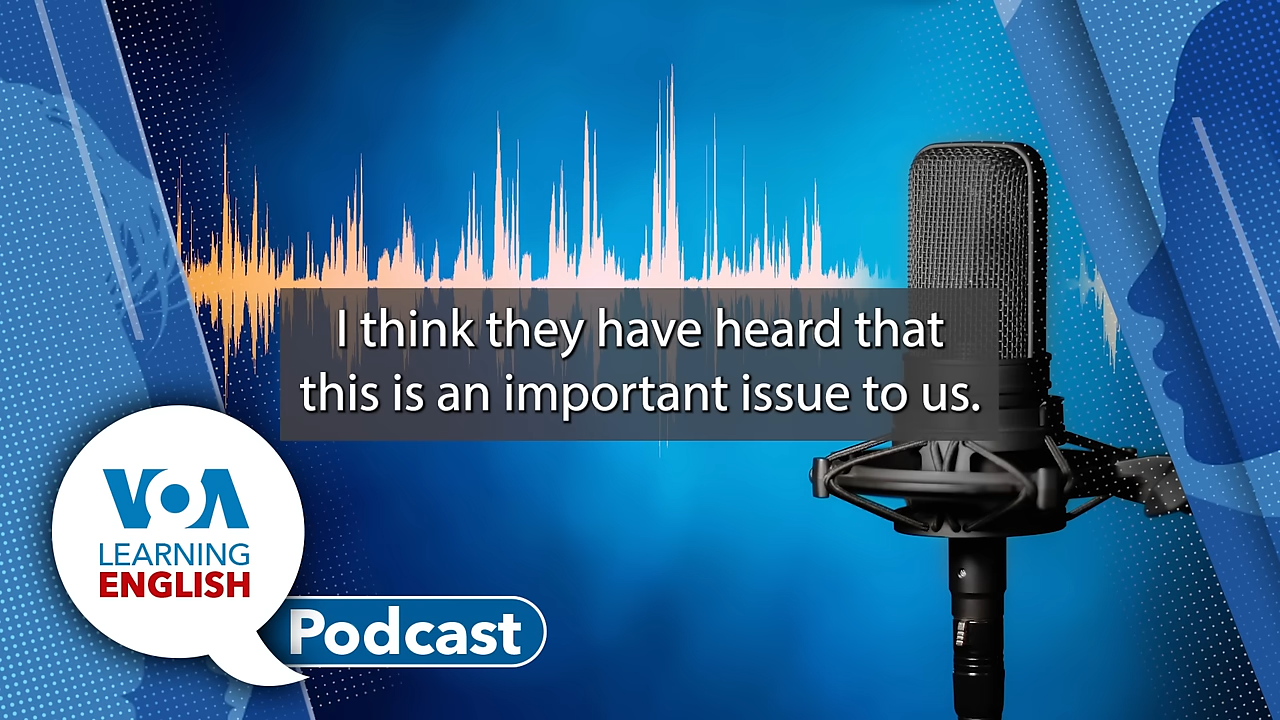 I think they have heard that
this is an important issue to us.
VOA
LEARNING
ENGLISH
Podcast